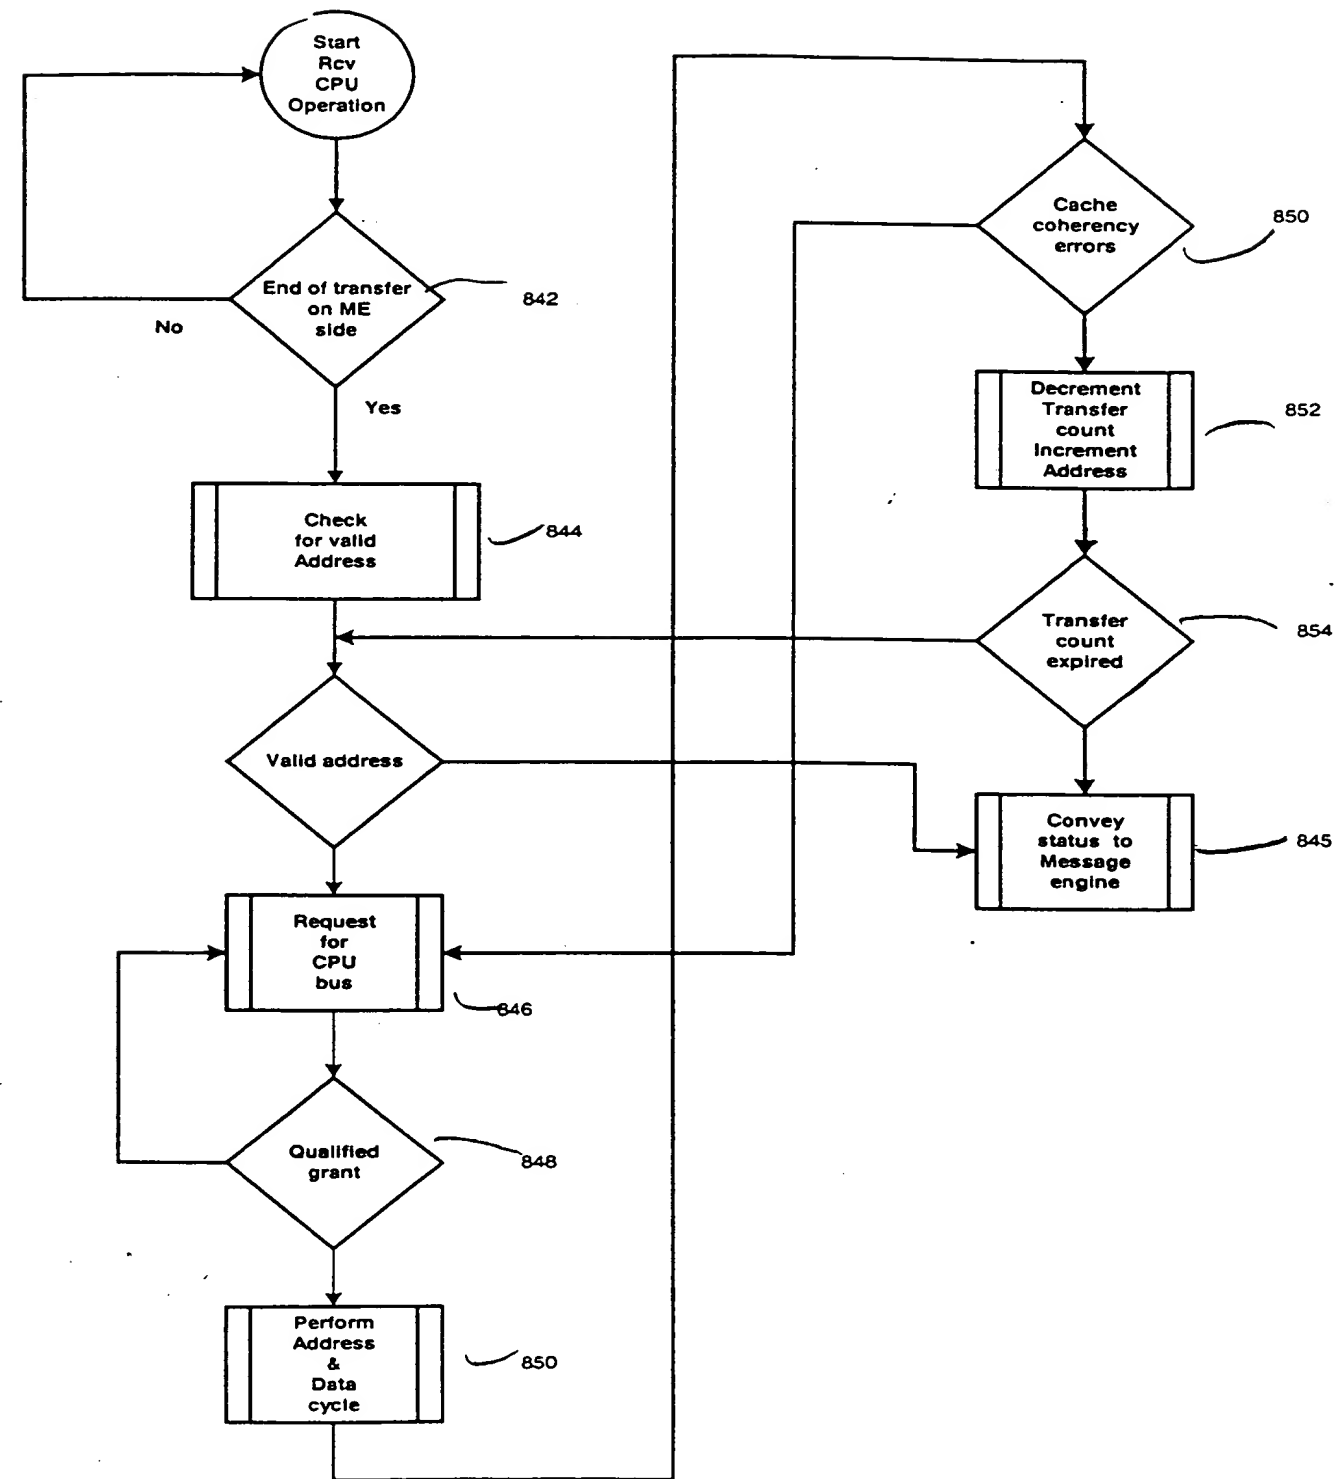 Start
Rcv
CPU
Operation
End of transfer
on ME
side
842
No
Yes
Check
for valid
Address
844
Valid address
Request
for
CPU
bus
846
Qualified
grant
848
Perform
Address
&
Data
cycle
850
Cache
coherency
errors
850
Decrement
Transfer
count
Increment
Address
852
Transfer
count
expired
854
Convey
status to
Message
engine
845